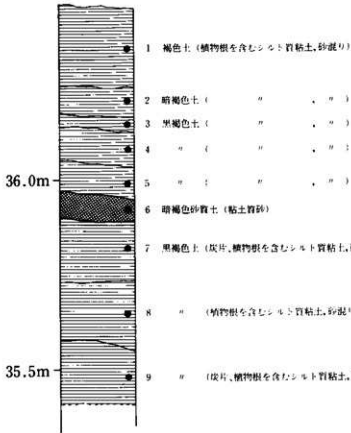 1 褐色土 (植物根を含むシルト質粘土,砂混り)
2 暗褐色土 ( 〃 , 〃 )
3 黒褐色土 ( 〃 , 〃 )
4 〃 ( 〃 , 〃 )
36.0m
5 〃 ( 〃 , 〃 )
6 暗褐色砂質土 (粘土質砂)
7 黒褐色土 (炭片,植物根を含むシルト質粘土,
8 〃 (植物根を含むシルト質粘土,砂混り
35.5m
9 〃 (炭片,植物根を含むシルト質粘土,